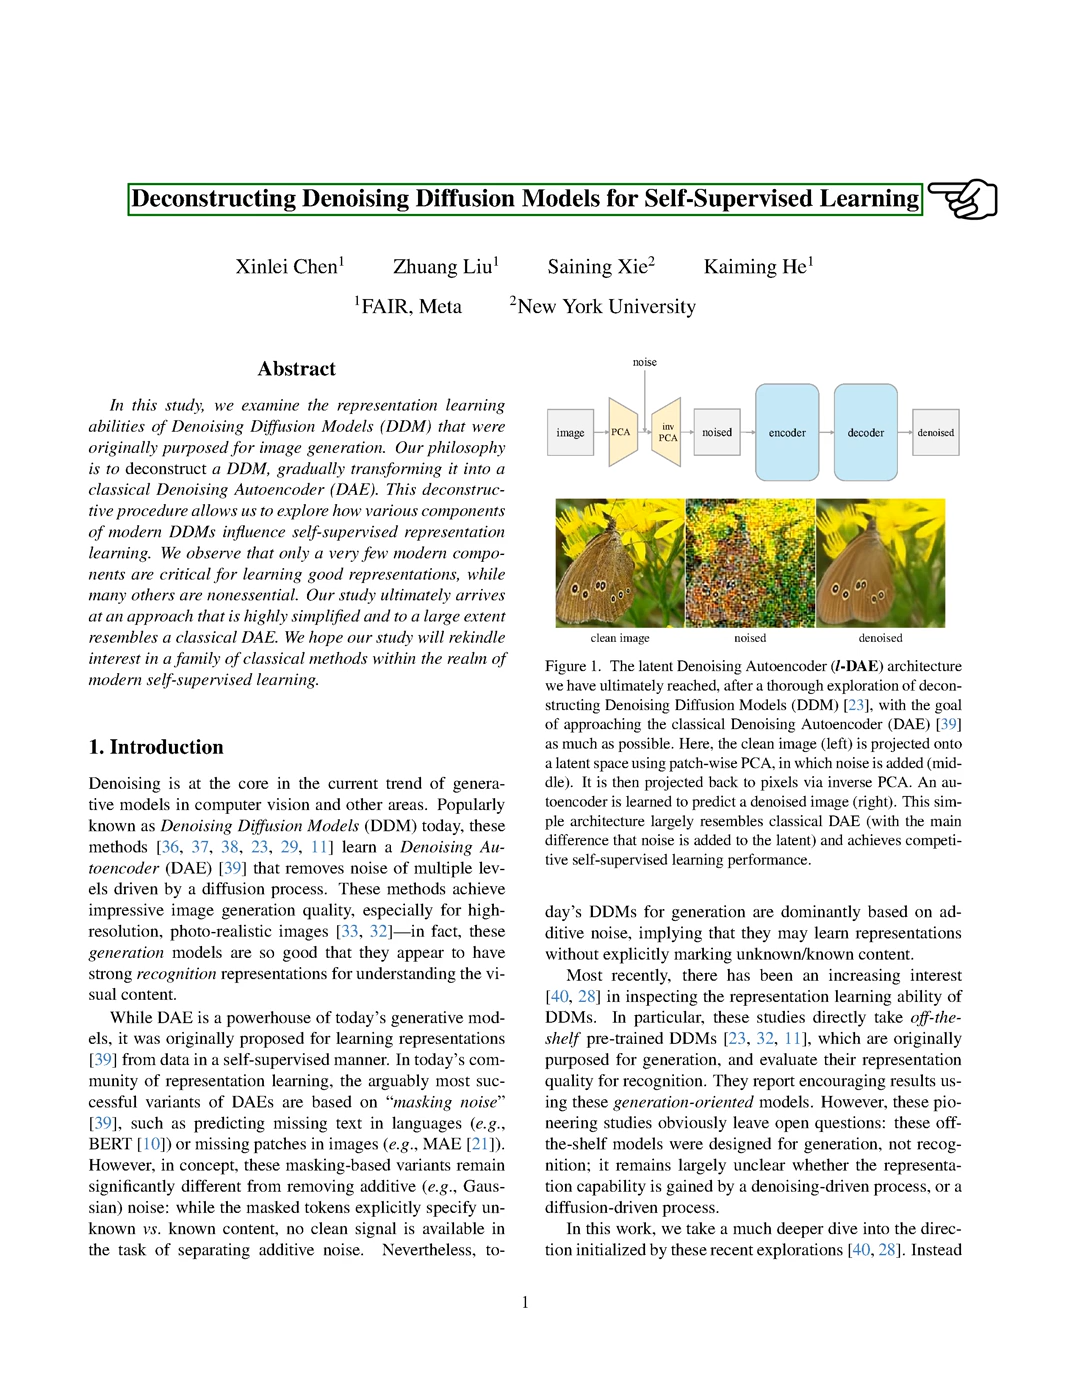 Deconstructing Denoising Diffusion Models for Self-Supervised Learning
Xinlei Chen1 Zhuang Liu1 Saining Xie2 Kaiming He1
1FAIR, Meta 2New York University
Abstract
In this study, we examine the representation learning
abilities of Denoising Diffusion Models (DDM) that were
originally purposed for image generation. Our philosophy
is to deconstruct a DDM, gradually transforming it into a
classical Denoising Autoencoder (DAE). This deconstruc-
tive procedure allows us to explore how various components
of modern DDMs influence self-supervised representation
learning. We observe that only a very few modern compo-
nents are critical for learning good representations, while
many others are nonessential. Our study ultimately arrives
at an approach that is highly simplified and to a large extent
resembles a classical DAE. We hope our study will rekindle
interest in a family of classical methods within the realm of
modern self-supervised learning.
1. Introduction
Denoising is at the core in the current trend of genera-
tive models in computer vision and other areas. Popularly
known as Denoising Diffusion Models (DDM) today, these
methods [36, 37, 38, 23, 29, 11] learn a Denoising Au-
toencoder (DAE) [39] that removes noise of multiple lev-
els driven by a diffusion process. These methods achieve
impressive image generation quality, especially for high-
resolution, photo-realistic images [33, 32]—in fact, these
generation models are so good that they appear to have
strong recognition representations for understanding the vi-
sual content.
While DAE is a powerhouse of today's generative mod-
els, it was originally proposed for learning representations
[39] from data in a self-supervised manner. In today's com-
munity of representation learning, the arguably most suc-
cessful variants of DAEs are based on “masking noise”
[39], such as predicting missing text in languages (e.g.,
BERT [10]) or missing patches in images (e.g., MAE [21]).
However, in concept, these masking-based variants remain
significantly different from removing additive (e.g., Gaus-
sian) noise: while the masked tokens explicitly specify un-
known vs. known content, no clean signal is available in
the task of separating additive noise. Nevertheless, to-
noise
image PCA inv PCA noised encoder decoder denoised
clean image noised denoised
Figure 1. The latent Denoising Autoencoder (l-DAE) architecture
we have ultimately reached, after a thorough exploration of decon-
structing Denoising Diffusion Models (DDM) [23], with the goal
of approaching the classical Denoising Autoencoder (DAE) [39]
as much as possible. Here, the clean image (left) is projected onto
a latent space using patch-wise PCA, in which noise is added (mid-
dle). It is then projected back to pixels via inverse PCA. An au-
toencoder is learned to predict a denoised image (right). This sim-
ple architecture largely resembles classical DAE (with the main
difference that noise is added to the latent) and achieves competi-
tive self-supervised learning performance.
day's DDMs for generation are dominantly based on ad-
ditive noise, implying that they may learn representations
without explicitly marking unknown/known content.
Most recently, there has been an increasing interest
[40, 28] in inspecting the representation learning ability of
DDMs. In particular, these studies directly take off-the-
shelf pre-trained DDMs [23, 32, 11], which are originally
purposed for generation, and evaluate their representation
quality for recognition. They report encouraging results us-
ing these generation-oriented models. However, these pio-
neering studies obviously leave open questions: these off-
the-shelf models were designed for generation, not recog-
nition; it remains largely unclear whether the representa-
tion capability is gained by a denoising-driven process, or a
diffusion-driven process.
In this work, we take a much deeper dive into the direc-
tion initialized by these recent explorations [40, 28]. Instead
1